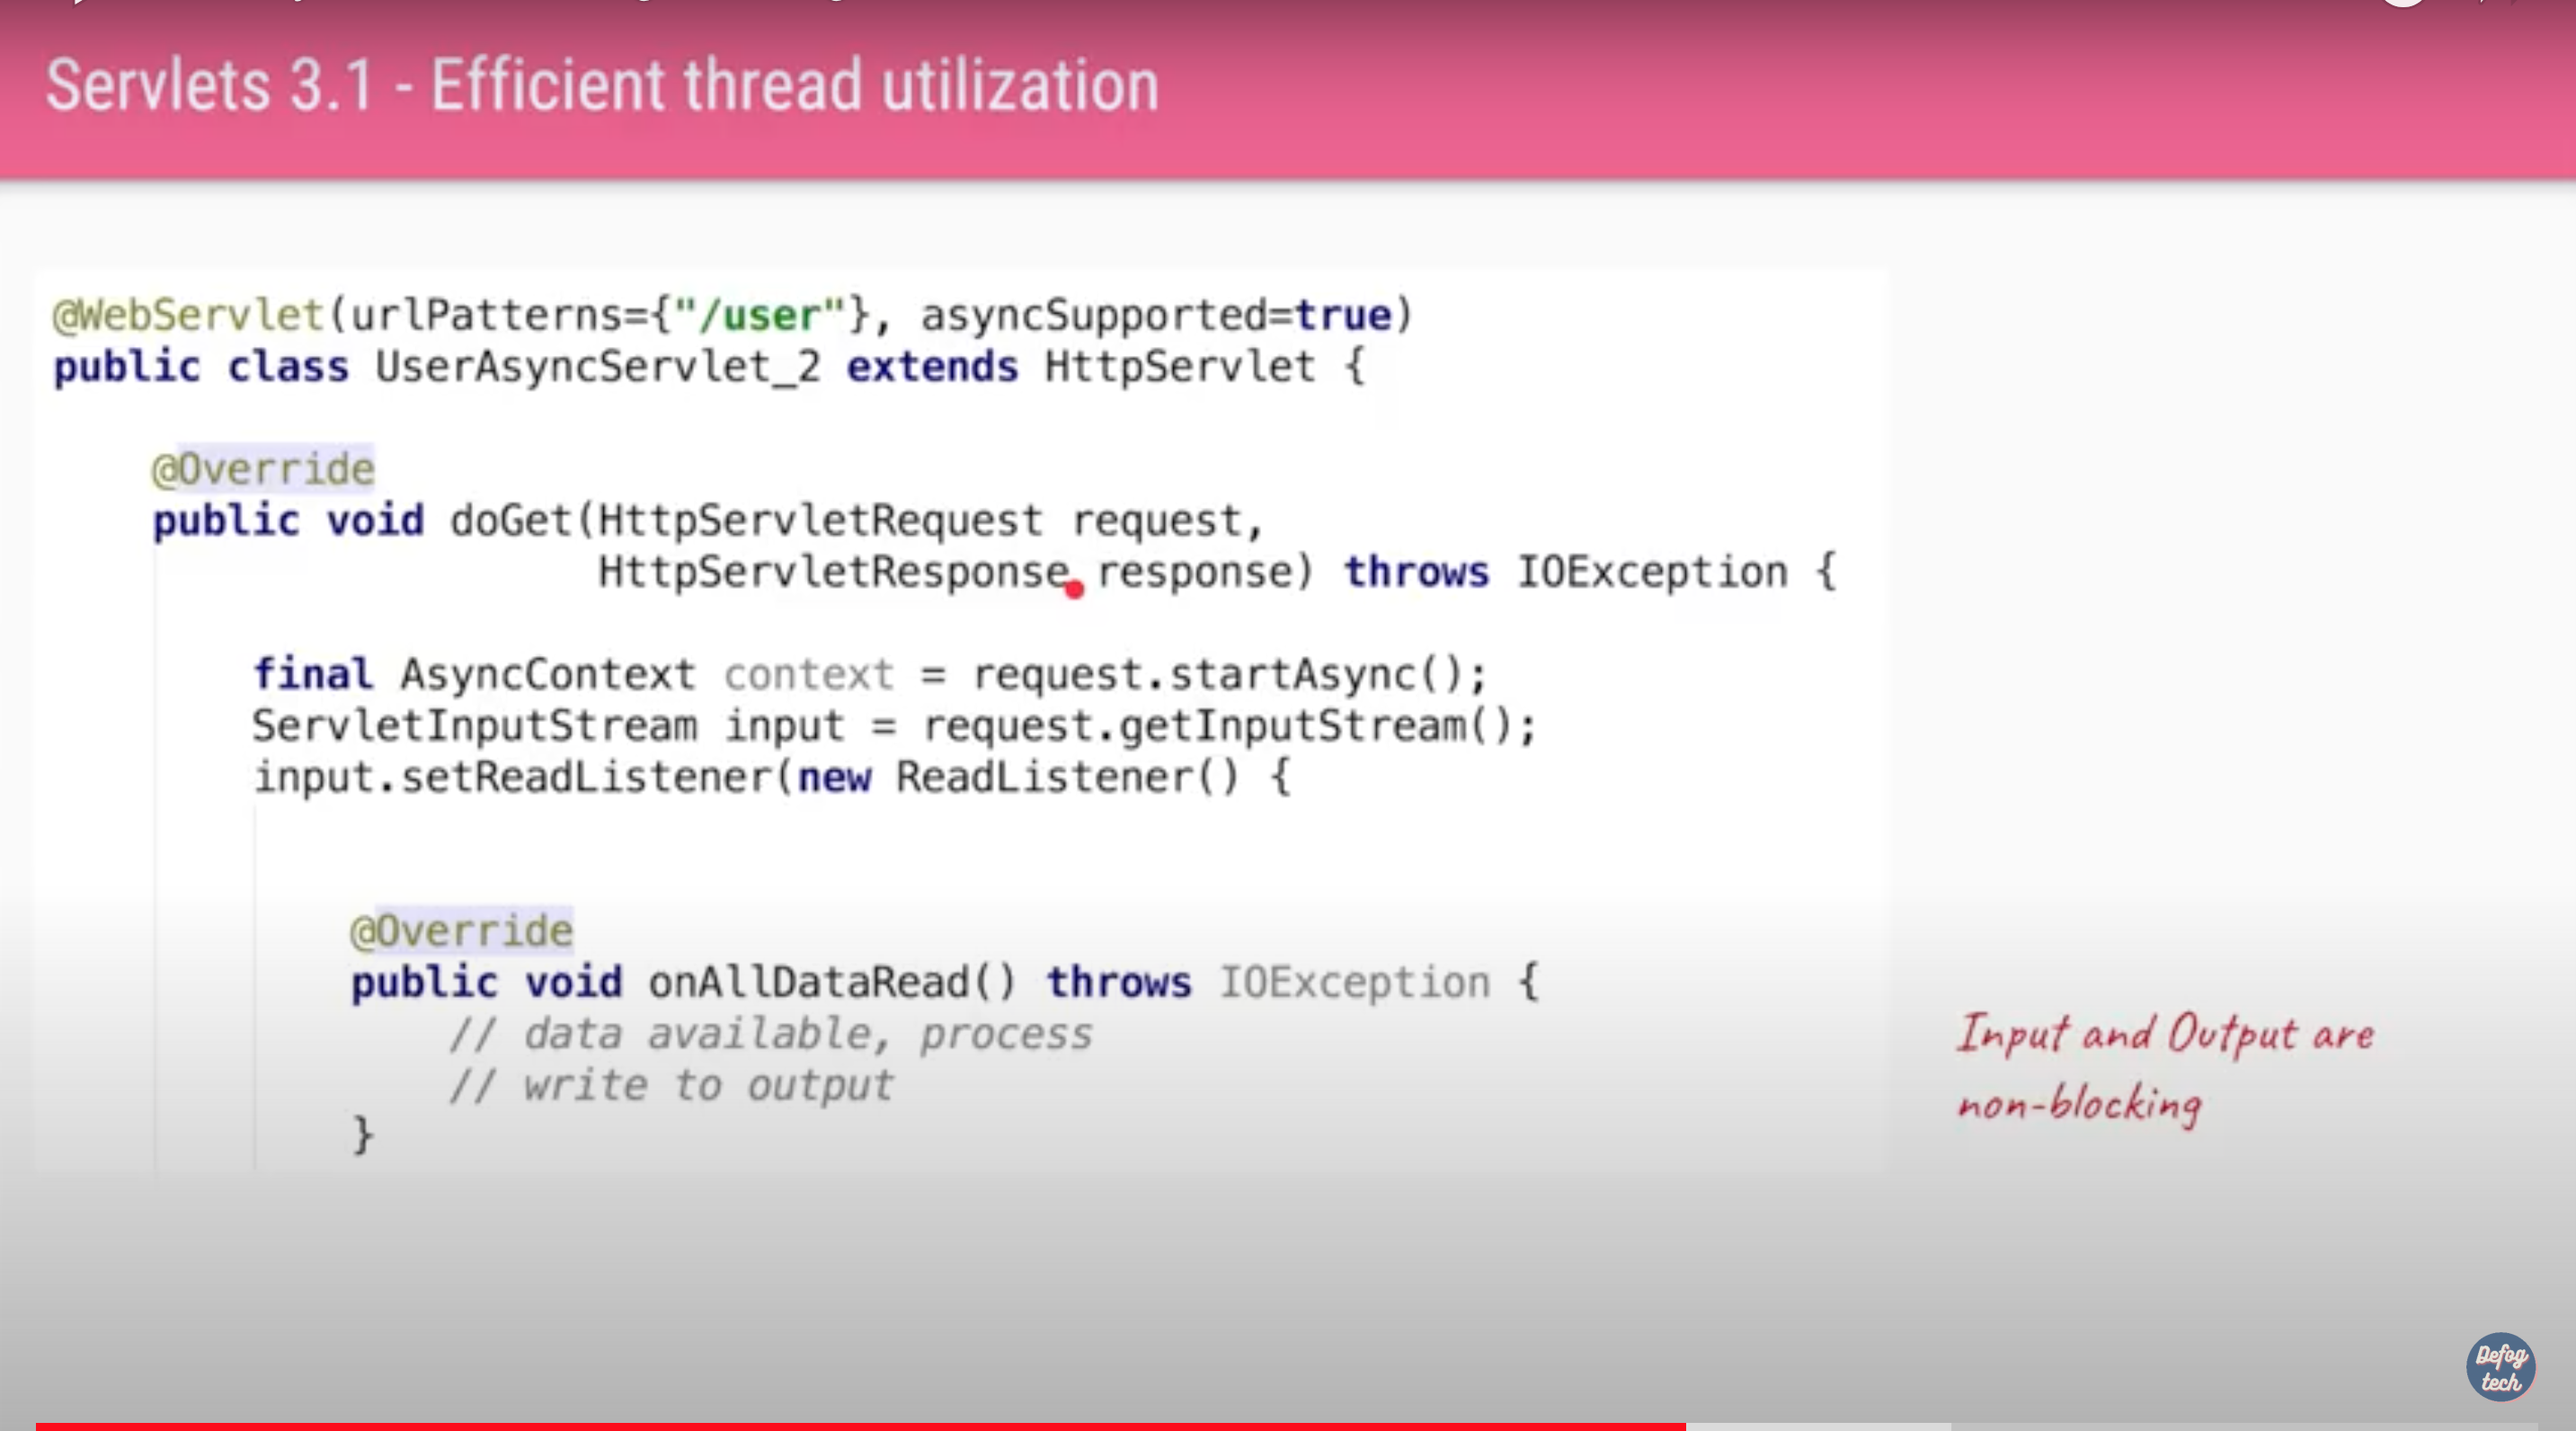 Servlets 3.1 - Efficient thread utilization
@WebServlet(urlPatterns={"/user"}, asyncSupported=true)
public class UserAsyncServlet_2 extends HttpServlet {
@Override
public void doGet(HttpServletRequest request,
HttpServletResponse response) throws IOException {
final AsyncContext context = request.startAsync();
ServletInputStream input = request.getInputStream();
input.setReadListener(new ReadListener() {
@Override
public void onAllDataRead() throws IOException {
// data available, process
// write to output
}
Input and Output are
non-blocking
Defog
tech